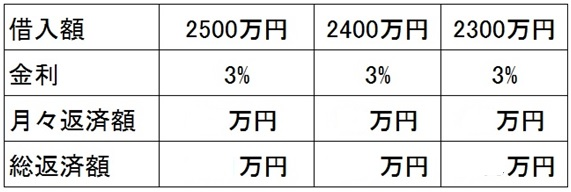 借入額 2500万円 2400万円 2300万円
金利 3% 3% 3%
月々返済額 万円 万円 万円
総返済額 万円 万円 万円